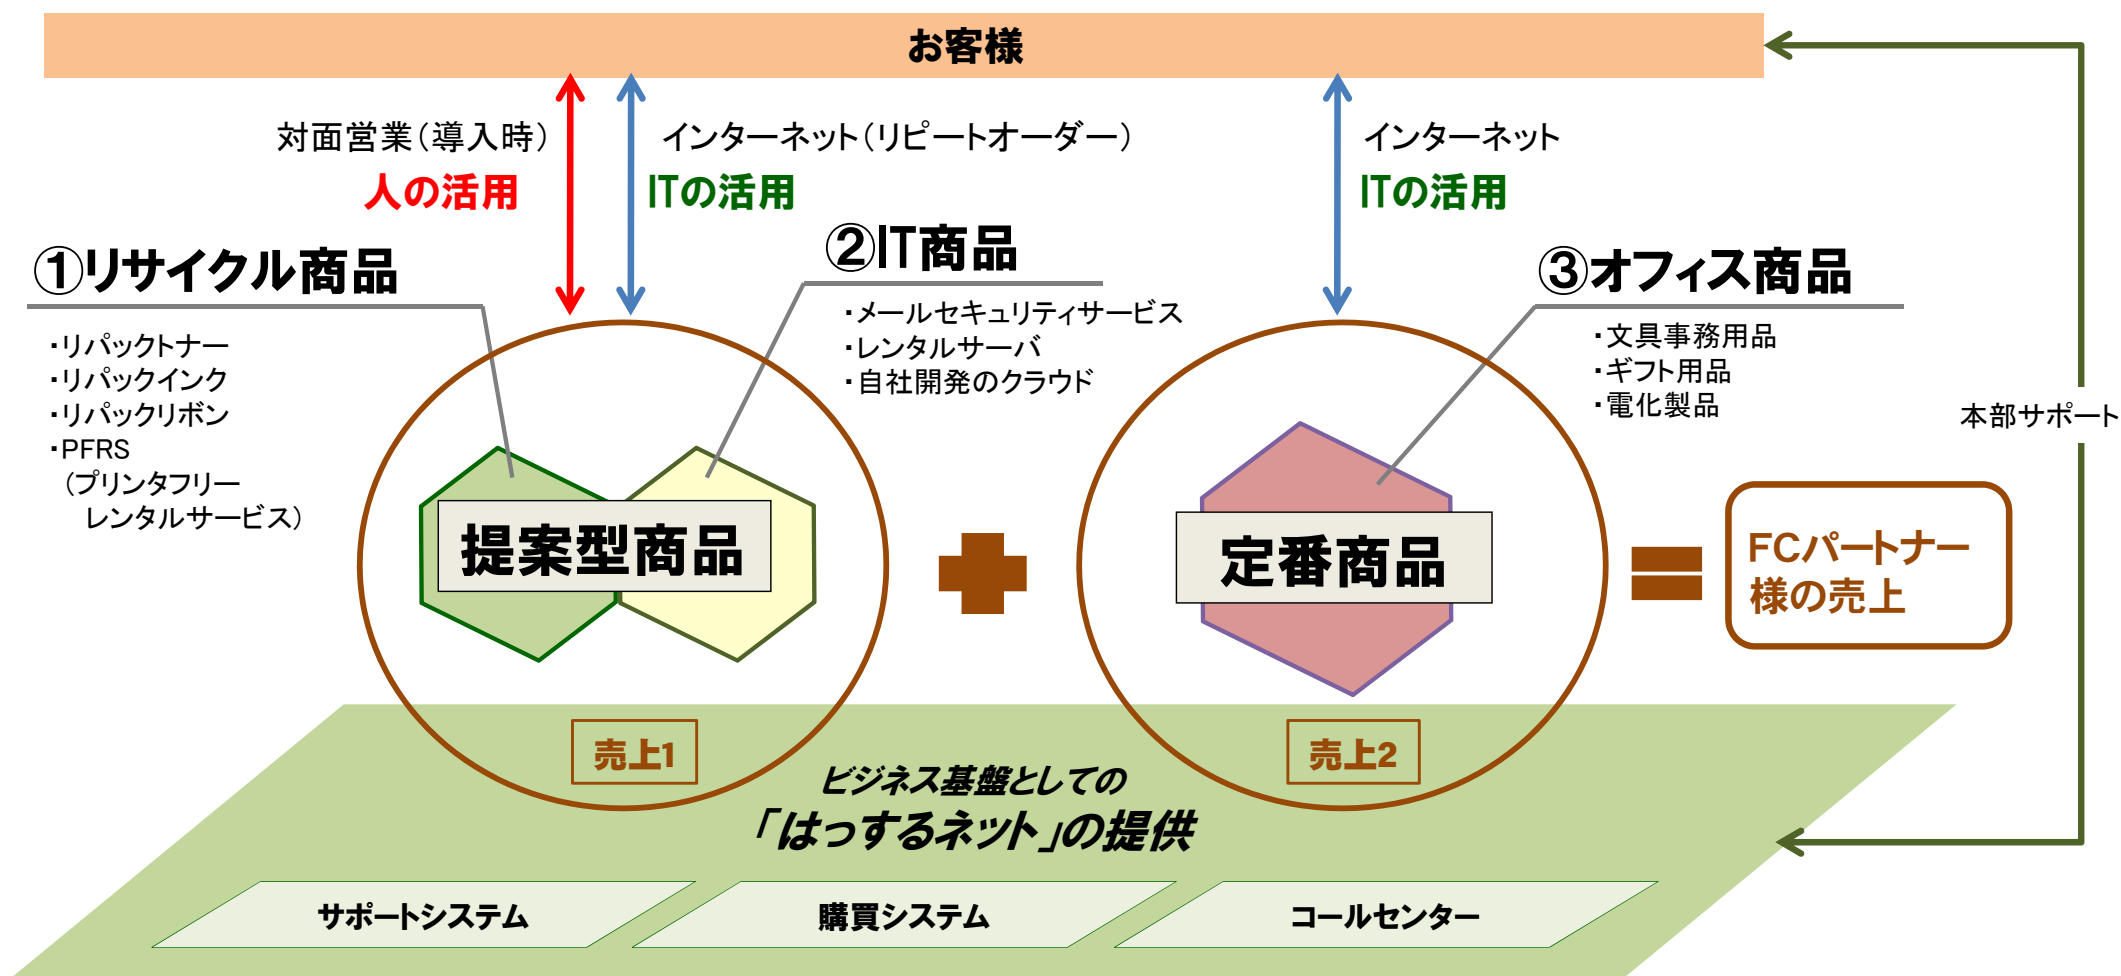 お客様
対面営業（導入時）
人の活用
インターネット（リピートオーダー）
ITの活用
インターネット
ITの活用
①リサイクル商品
・リパックトナー
・リパックインク
・リパックリボン
・PFRS
（プリンタフリー
レンタルサービス）
②IT商品
・メールセキュリティサービス
・レンタルサーバ
・自社開発のクラウド
③オフィス商品
・文具事務用品
・ギフト用品
・電化製品
本部サポート
提案型商品
定番商品
FCパートナー
様の売上
売上1
売上2
ビジネス基盤としての
「はっするネット」の提供
サポートシステム
購買システム
コールセンター